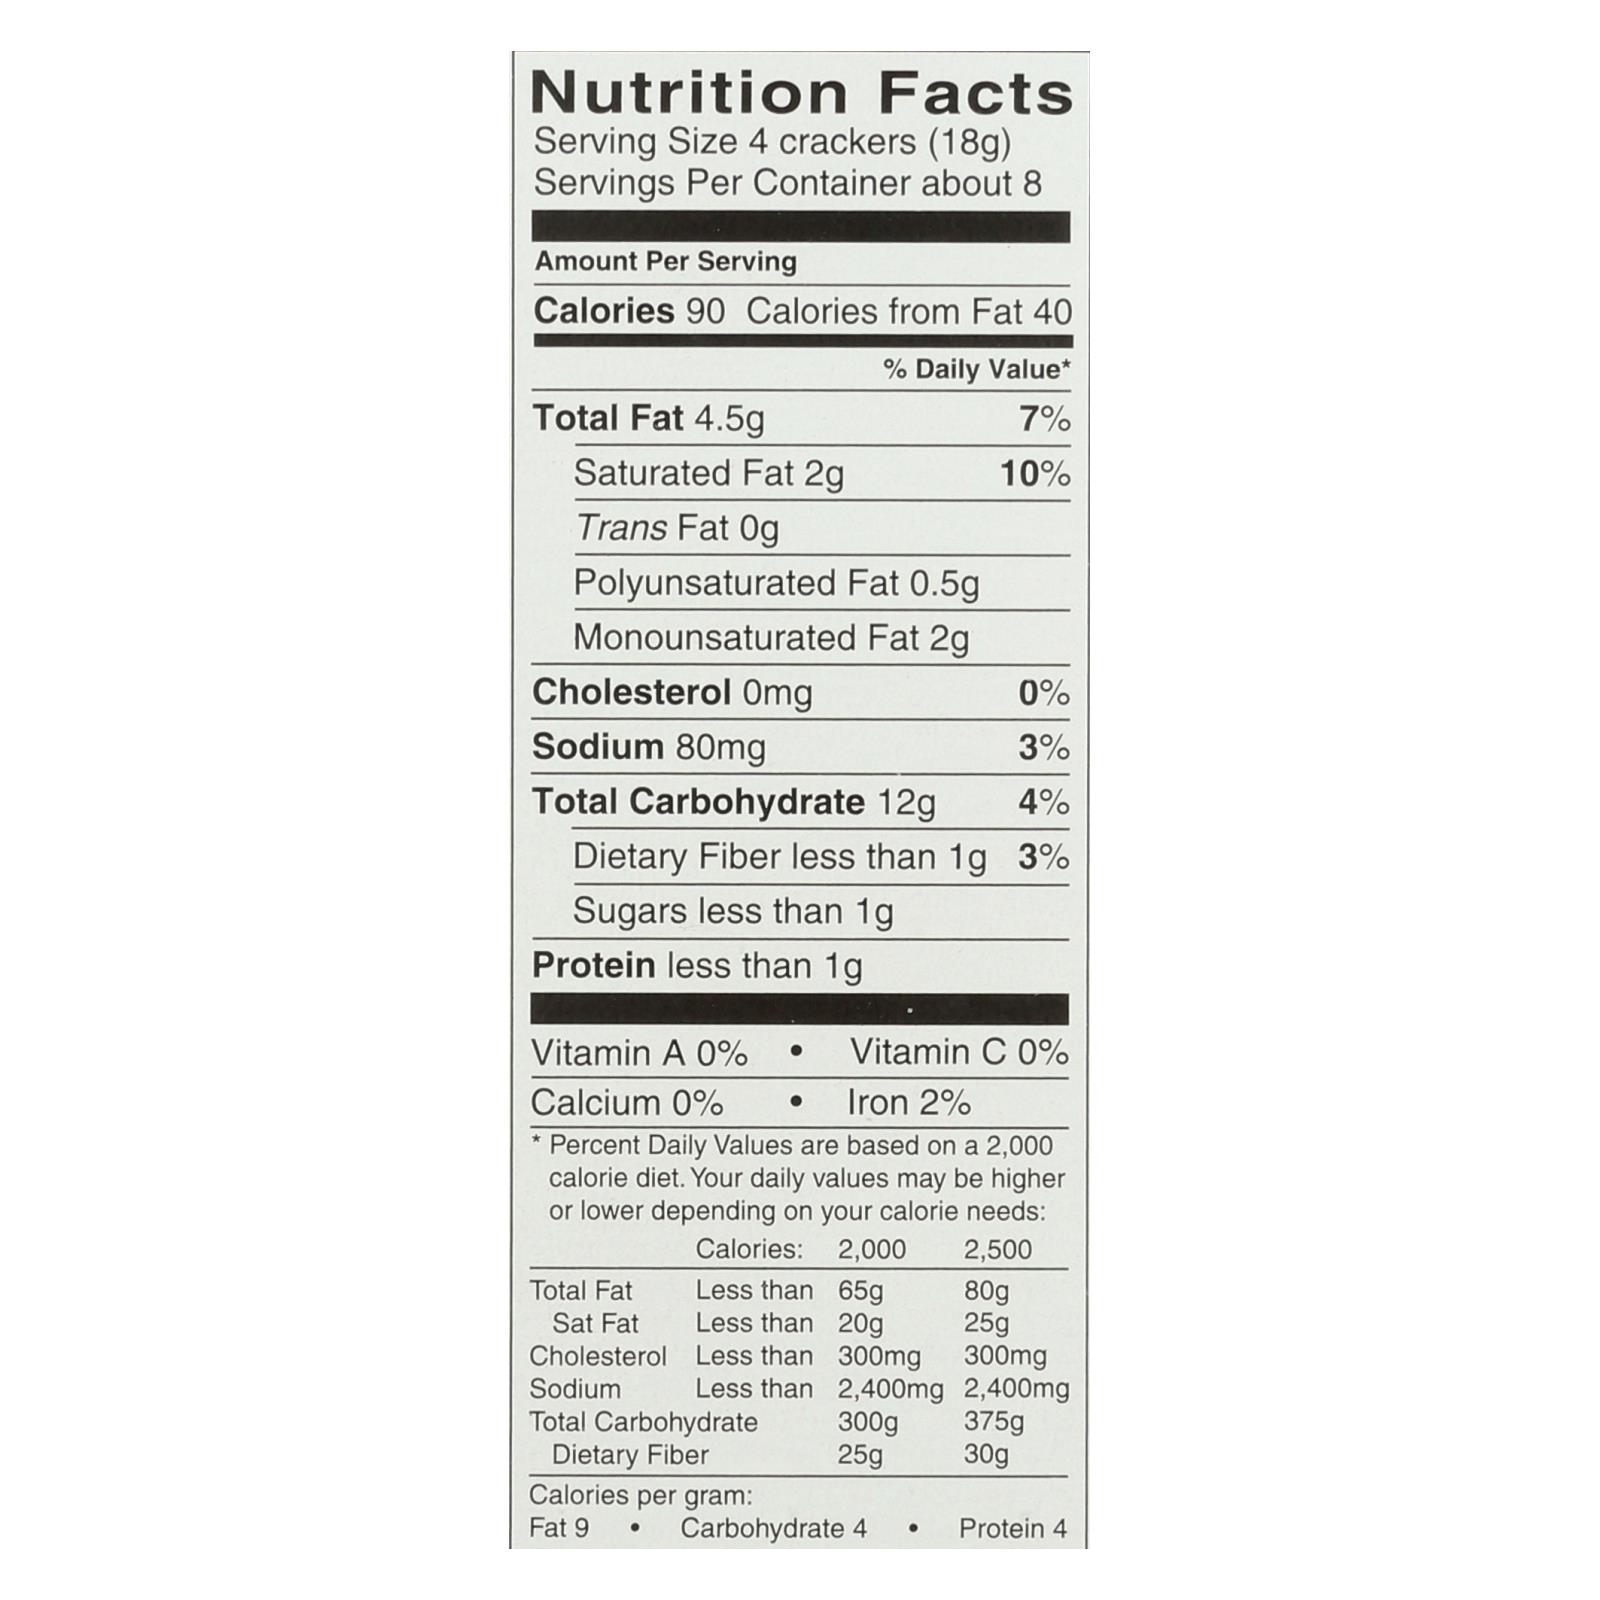 Nutrition Facts
Serving Size 4 crackers (18g)
Servings Per Container about 8
Amount Per Serving
Calories 90 Calories from Fat 40
% Daily Value*
Total Fat 4.5g 7%
Saturated Fat 2g 10%
Trans Fat 0g
Polyunsaturated Fat 0.5g
Monounsaturated Fat 2g
Cholesterol 0mg 0%
Sodium 80mg 3%
Total Carbohydrate 12g 4%
Dietary Fiber less than 1g 3%
Sugars less than 1g
Protein less than 1g
Vitamin A 0% • Vitamin C 0%
Calcium 0% • Iron 2%
* Percent Daily Values are based on a 2,000
calorie diet. Your daily values may be higher
or lower depending on your calorie needs:
Calories: 2,000 2,500
Total Fat Less than 65g 80g
Sat Fat Less than 20g 25g
Cholesterol Less than 300mg 300mg
Sodium Less than 2,400mg 2,400mg
Total Carbohydrate 300g 375g
Dietary Fiber 25g 30g
Calories per gram:
Fat 9 • Carbohydrate 4 • Protein 4